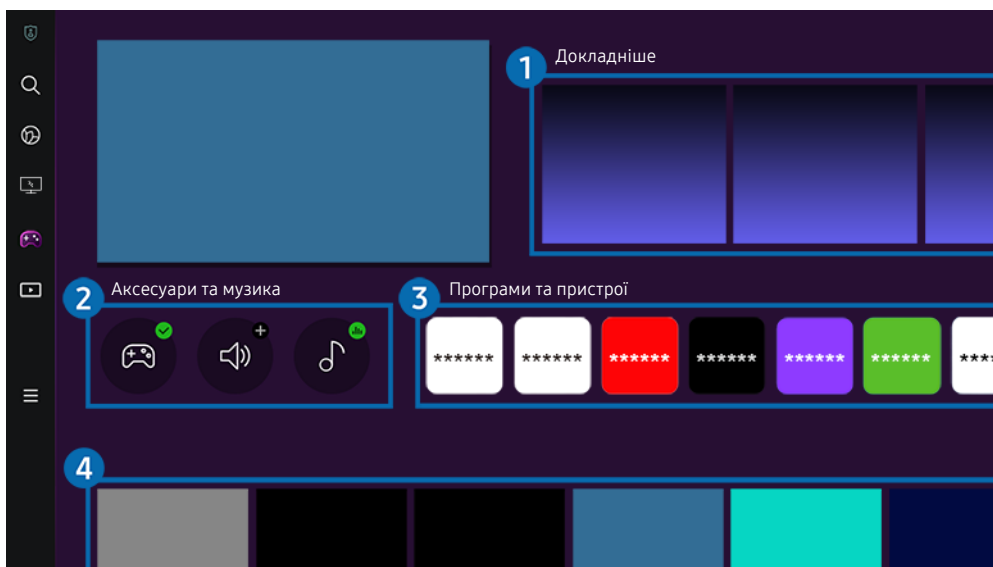 1
Докладніше
2
Аксесуари та музика
3
Програми та пристрої
****** ****** ****** ****** ****** ****** ****
4